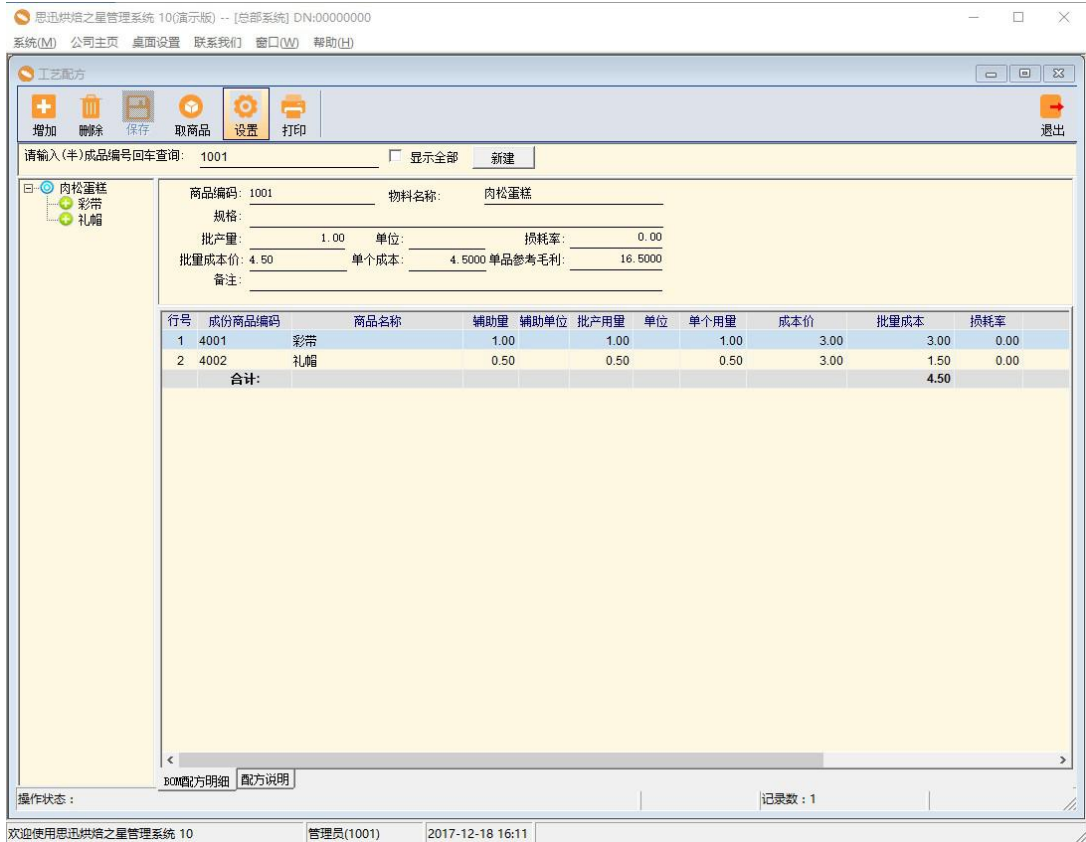 思迅烘焙之星管理系统 10(演示版) -- [总部系统] DN:00000000
系统(M) 公司主页 桌面设置 联系我们 窗口(W) 帮助(H)
工艺配方
增加 删除 保存 取商品 设置 打印 退出
请输入(半)成品编号回车查询: 1001 显示全部 新建
肉松蛋糕
彩带
礼帽
商品编码: 1001 物料名称: 肉松蛋糕
规格:
批产量: 1.00 单位: 损耗率: 0.00
批量成本价: 4.50 单个成本: 4.5000 单品参考毛利: 16.5000
备注:
行号 成份商品编码 商品名称 辅助量 辅助单位 批产用量 单位 单个用量 成本价 批量成本 损耗率
1 4001 彩带 1.00 1.00 1.00 3.00 3.00 0.00
2 4002 礼帽 0.50 0.50 0.50 3.00 1.50 0.00
合计: 4.50
BOM配方明细 配方说明
操作状态: 记录数:1
欢迎使用思迅烘焙之星管理系统 10 管理员(1001) 2017-12-18 16:11